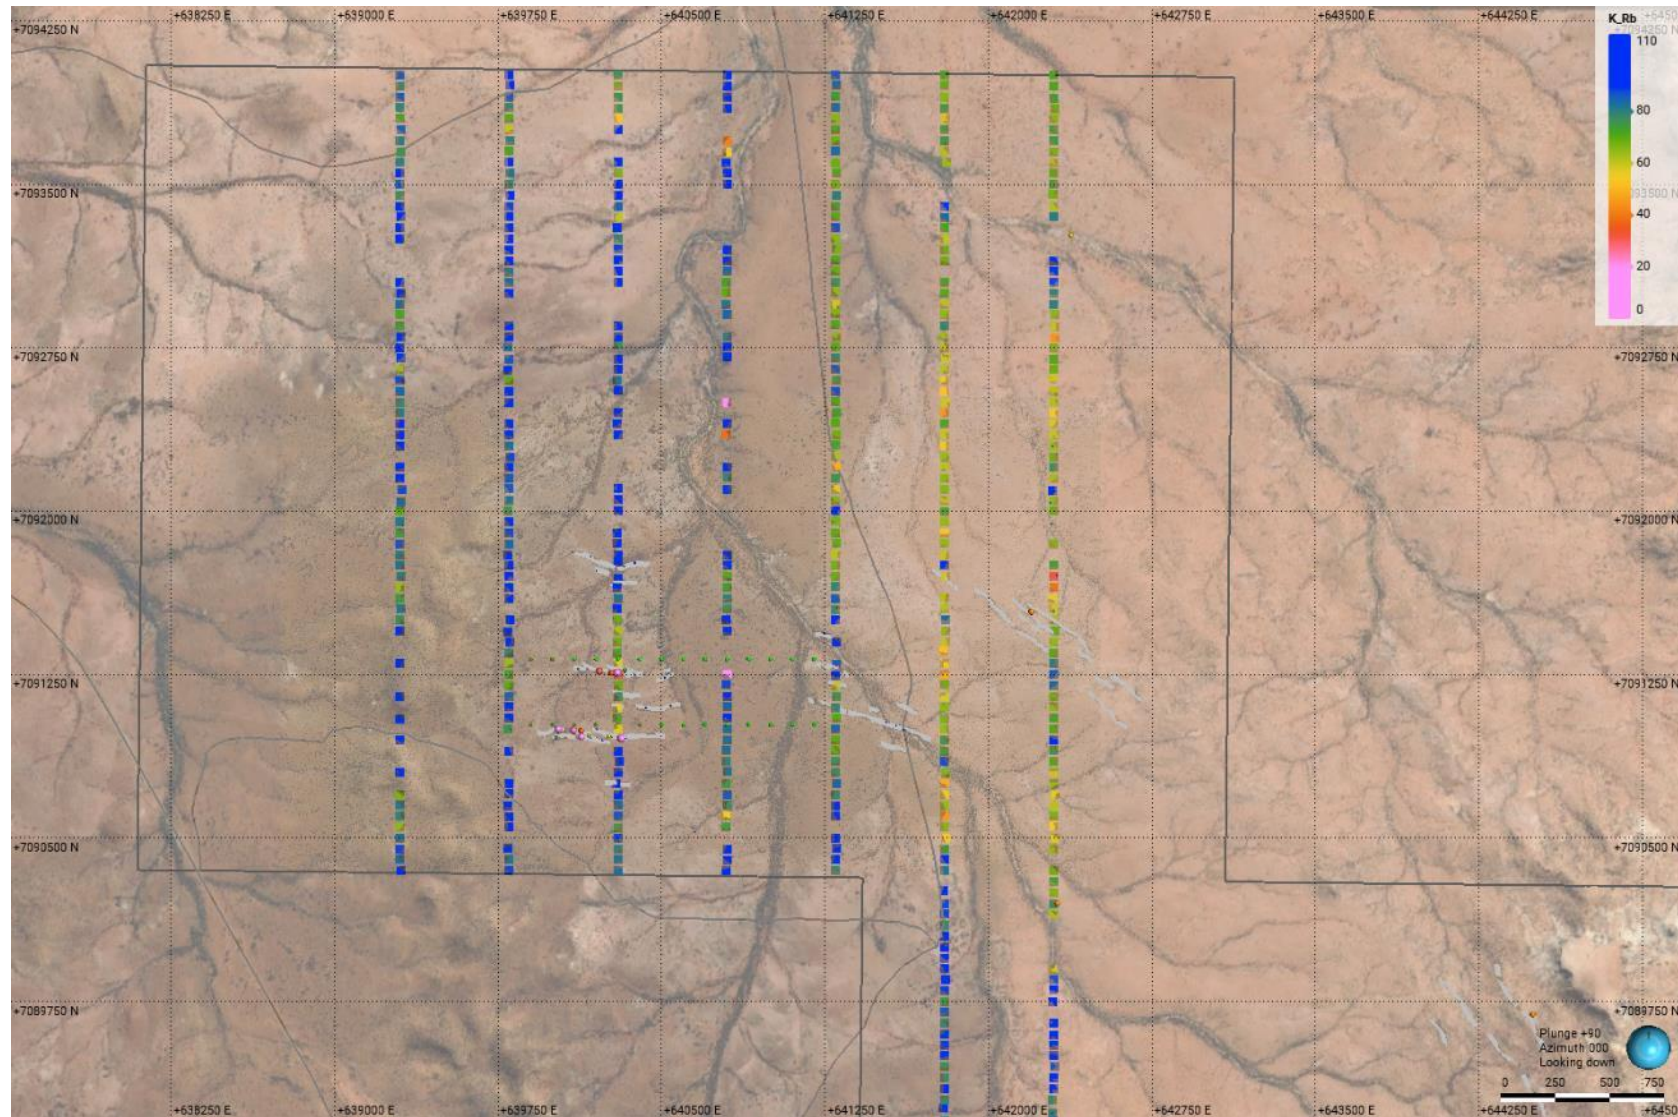 +638250 E +639000 E +639750 E +640500 E +641250 E +642000 E +642750 E +643500 E +644250 E
K_Rb
+7094250 N
+7094250 N
110
80
+7093500 N
60
+7093500 N
40
20
0
+7092750 N
+7092750 N
+7092000 N
+7092000 N
+7091250 N
+7091250 N
+7090500 N
+7090500 N
+7089750 N
+7089750 N
Plunge +90
Azimuth 000
Looking down
0 250 500 750
+638250 E +639000 E +639750 E +640500 E +641250 E +642000 E +642750 E +643500 E +644250 E